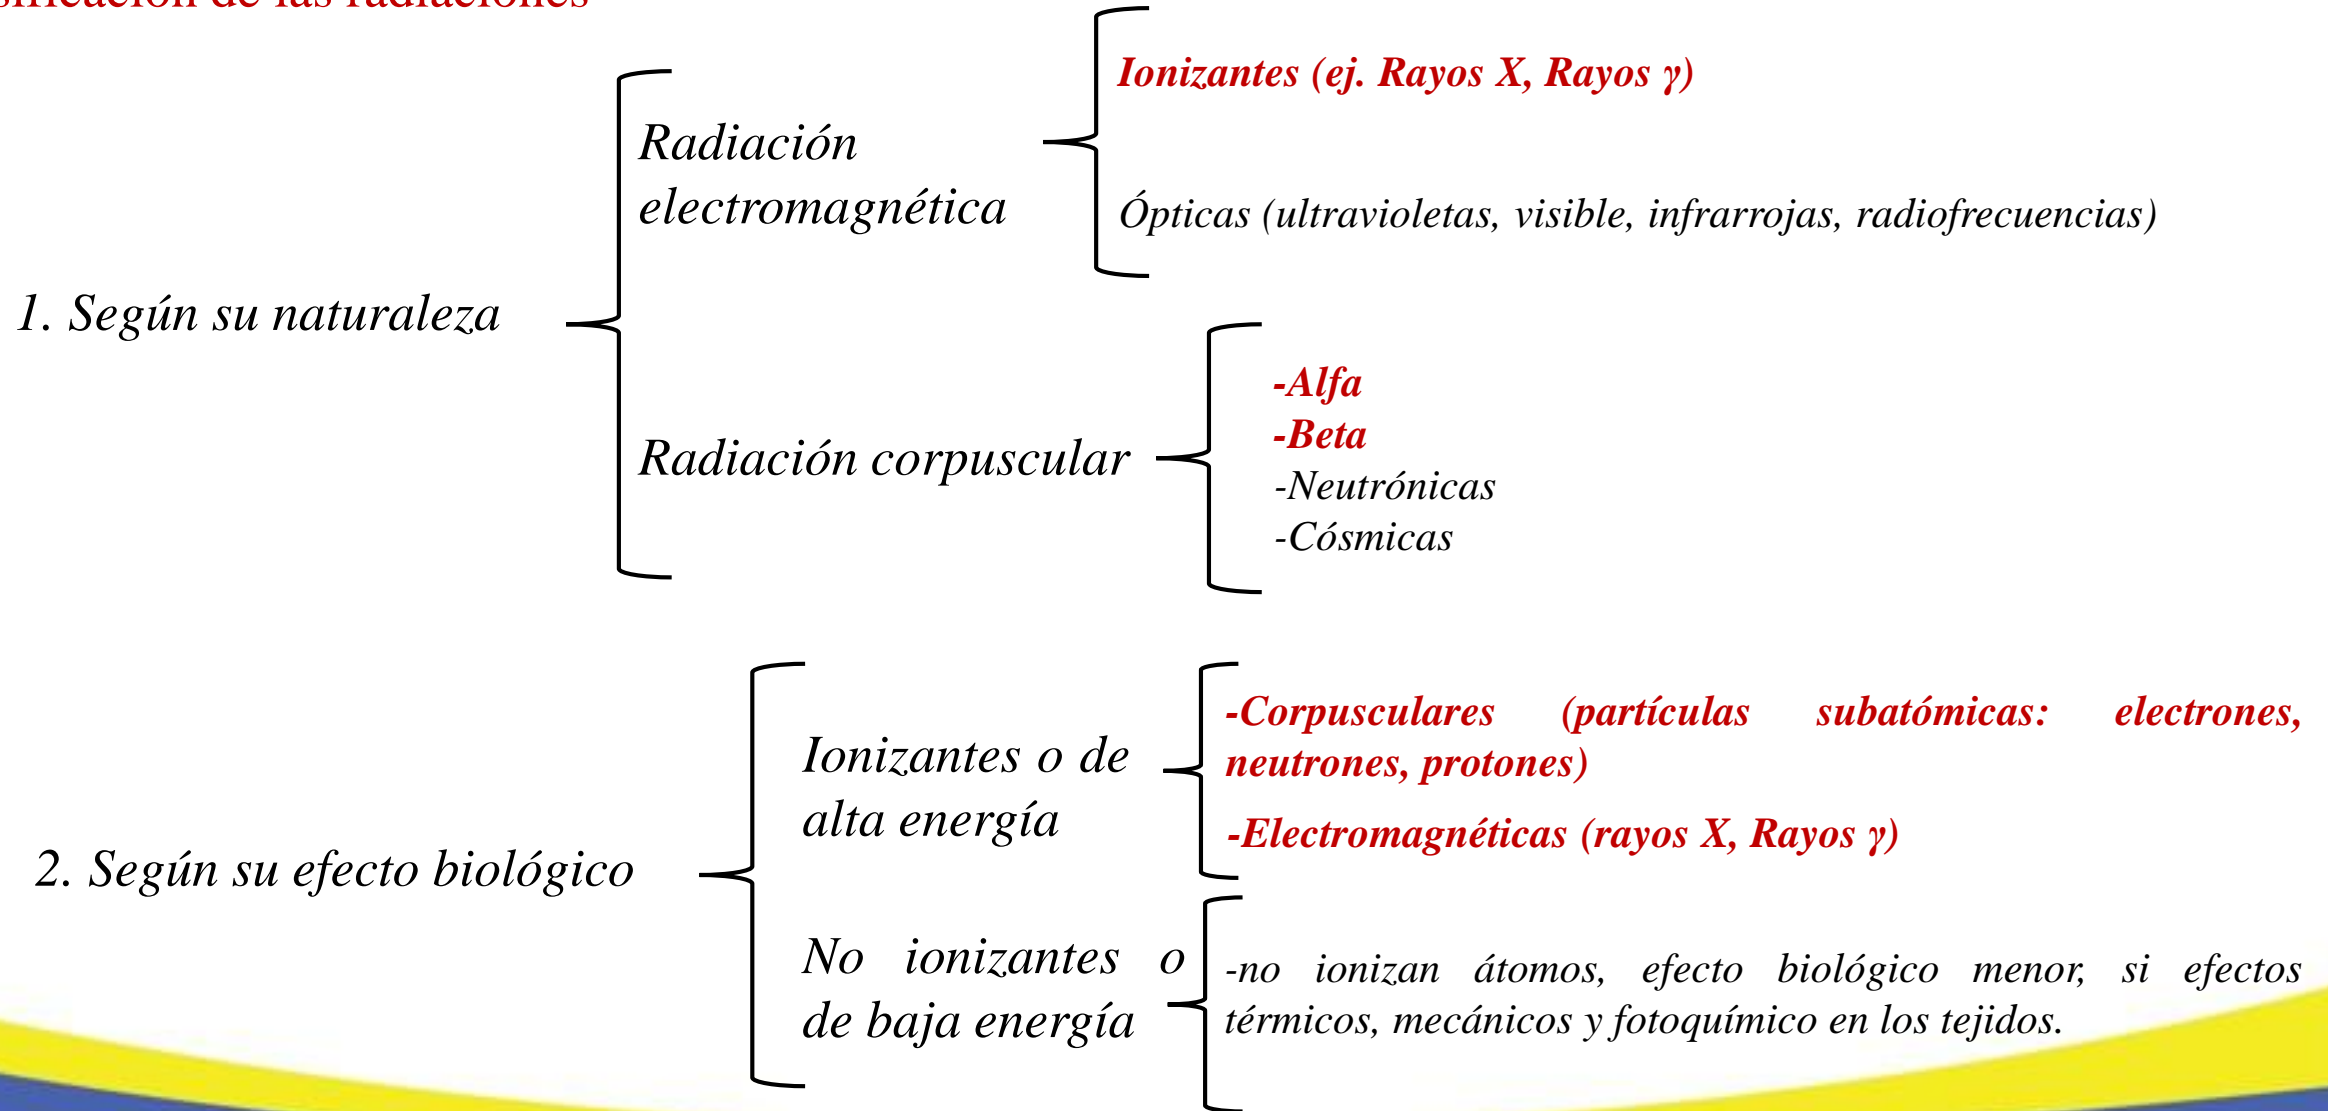 de las radiaciones
Ionizantes (ej. Rayos X, Rayos γ)
Radiación
electromagnética
Ópticas (ultravioletas, visible, infrarrojas, radiofrecuencias)
1. Según su naturaleza
-Alfa
-Beta
Radiación corpuscular
-Neutrónicas
-Cósmicas
-Corpusculares (partículas subatómicas: electrones,
neutrones, protones)
Ionizantes o de
alta energía
-Electromagnéticas (rayos X, Rayos γ)
2. Según su efecto biológico
No ionizantes o
de baja energía
-no ionizan átomos, efecto biológico menor, si efectos
térmicos, mecánicos y fotoquímico en los tejidos.